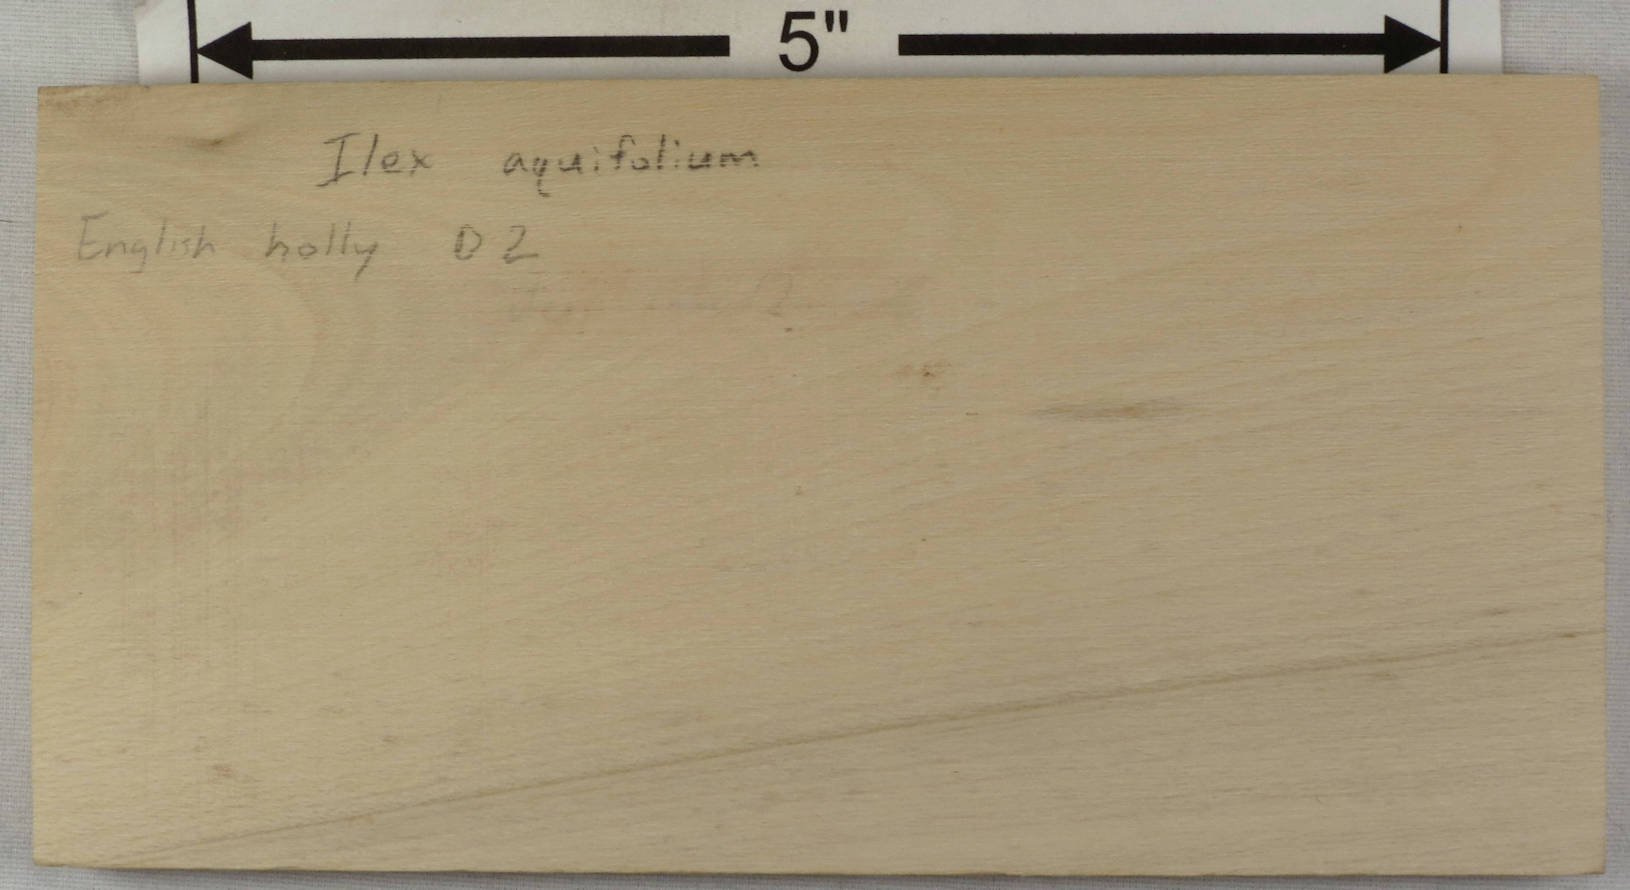 5"
Ilex aquifolium
English holly D2